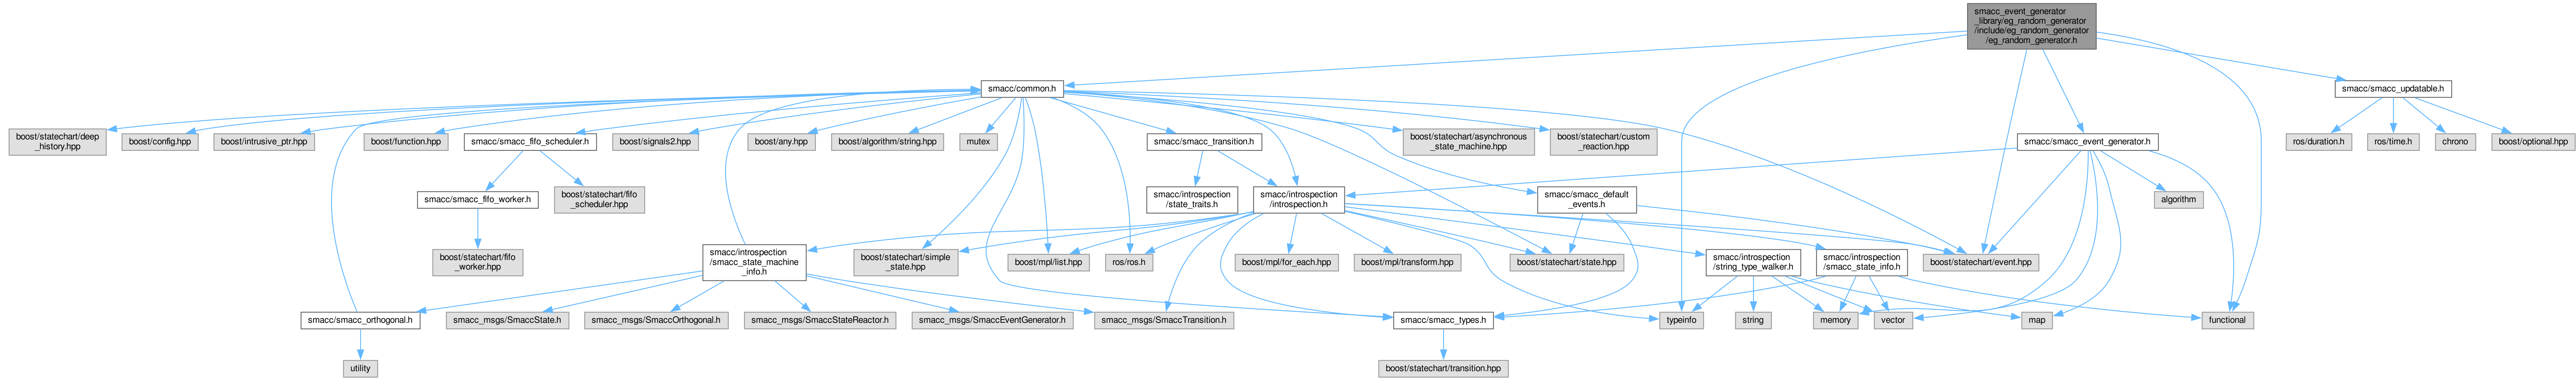 smacc_event_generator
_library/eg_random_generator
/include/eg_random_generator
/eg_random_generator.h
smacc/common.h
smacc/smacc_updatable.h
boost/statechart/deep
_history.hpp
boost/config.hpp
boost/intrusive_ptr.hpp
boost/function.hpp
smacc/smacc_fifo_scheduler.h
boost/signals2.hpp
boost/any.hpp
boost/algorithm/string.hpp
mutex
smacc/smacc_transition.h
boost/statechart/asynchronous
_state_machine.hpp
boost/statechart/custom
_reaction.hpp
smacc/smacc_event_generator.h
ros/duration.h
ros/time.h
chrono
boost/optional.hpp
smacc/smacc_fifo_worker.h
boost/statechart/fifo
_scheduler.hpp
smacc/introspection
/state_traits.h
smacc/introspection
/introspection.h
smacc/smacc_default
_events.h
algorithm
boost/statechart/fifo
_worker.hpp
smacc/introspection
/smacc_state_machine
_info.h
boost/statechart/simple
_state.hpp
boost/mpl/list.hpp
ros/ros.h
boost/mpl/for_each.hpp
boost/mpl/transform.hpp
boost/statechart/state.hpp
smacc/introspection
/string_type_walker.h
smacc/introspection
/smacc_state_info.h
boost/statechart/event.hpp
smacc/smacc_orthogonal.h
smacc_msgs/SmaccState.h
smacc_msgs/SmaccOrthogonal.h
smacc_msgs/SmaccStateReactor.h
smacc_msgs/SmaccEventGenerator.h
smacc_msgs/SmaccTransition.h
smacc/smacc_types.h
typeinfo
string
memory
vector
map
functional
utility
boost/statechart/transition.hpp